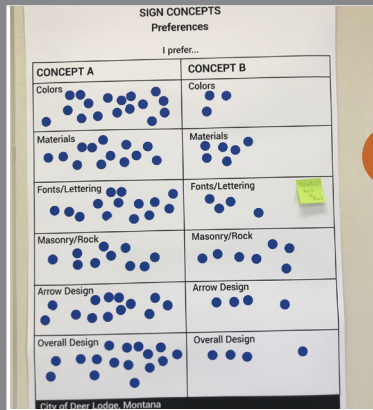 SIGN CONCEPTS
Preferences
I prefer...
CONCEPT A
CONCEPT B
Colors
Colors
Materials
Materials
Fonts/Lettering
Fonts/Lettering
Masonry/Rock
Masonry/Rock
Arrow Design
Arrow Design
Overall Design
Overall Design
City of Deer Lodge, Montana